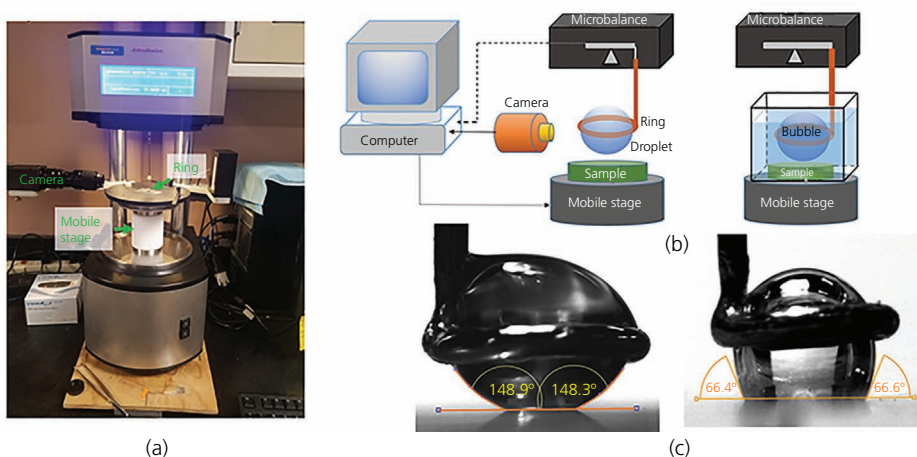 Camera
Ring
Mobile
stage
(a)
Microbalance
Computer
Camera
Ring
Droplet
Sample
Mobile stage
Microbalance
Bubble
Sample
Mobile stage
(b)
148.9°
148.3°
66.4°
66.6°
(c)